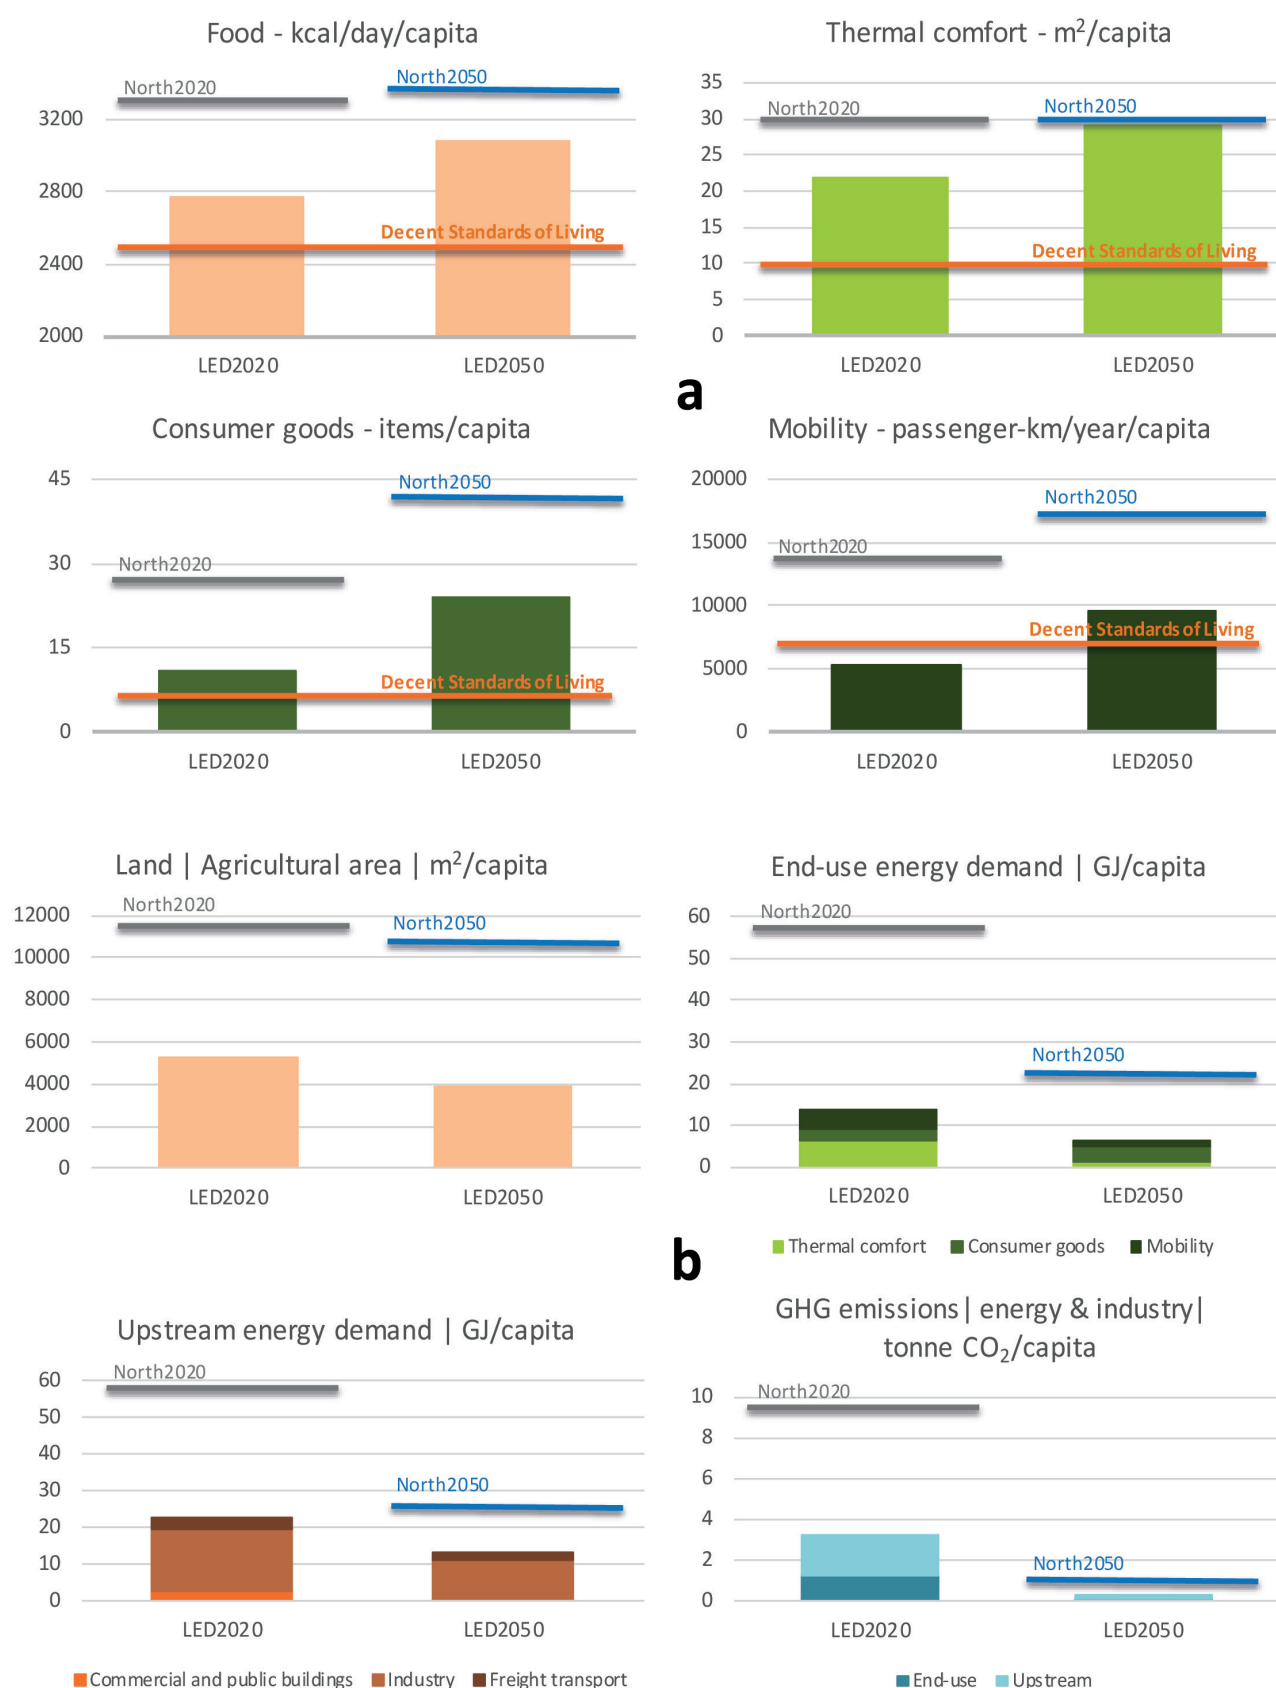 Food - kcal/day/capita
North2020
North2050
3200
2800
Decent Standards of Living
2400
2000
LED2020
LED2050
Thermal comfort - m²/capita
35
North2020
North2050
30
25
20
15
Decent Standards of Living
10
5
0
LED2020
LED2050
a
Consumer goods - items/capita
45
North2050
30
North2020
15
Decent Standards of Living
0
LED2020
LED2050
Mobility - passenger-km/year/capita
20000
North2050
15000
North2020
10000
Decent Standards of Living
5000
0
LED2020
LED2050
Land | Agricultural area | m²/capita
North2020
12000
North2050
10000
8000
6000
4000
2000
0
LED2020
LED2050
End-use energy demand | GJ/capita
60
North2020
50
40
30
North2050
20
10
0
LED2020
LED2050
Thermal comfort
Consumer goods
Mobility
b
Upstream energy demand | GJ/capita
North2020
60
50
40
30
North2050
20
10
0
LED2020
LED2050
Commercial and public buildings
Industry
Freight transport
GHG emissions| energy & industry|
tonne CO₂/capita
10
North2020
8
6
4
2
North2050
0
LED2020
LED2050
End-use
Upstream